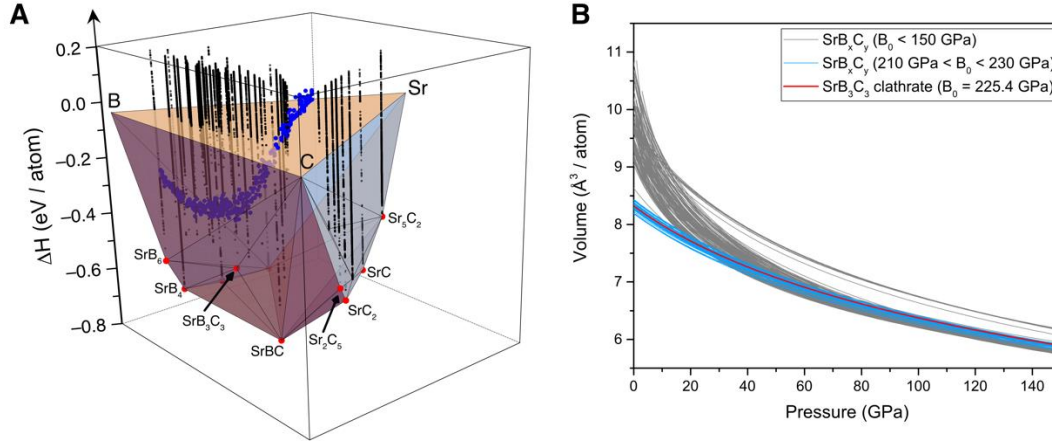 A
ΔH (eV / atom)
0.2
0.0
−0.2
−0.4
−0.6
−0.8
B
Sr
C
Sr₅C₂
SrB₆
SrC
SrB₄
SrC₂
SrB₃C₃
Sr₂C₅
SrBC
B
Volume (Å³ / atom)
11
10
9
8
7
6
SrBₓCᵧ (B₀ < 150 GPa)
SrBₓCᵧ (210 GPa < B₀ < 230 GPa)
SrB₃C₃ clathrate (B₀ = 225.4 GPa)
0 20 40 60 80 100 120 140
Pressure (GPa)